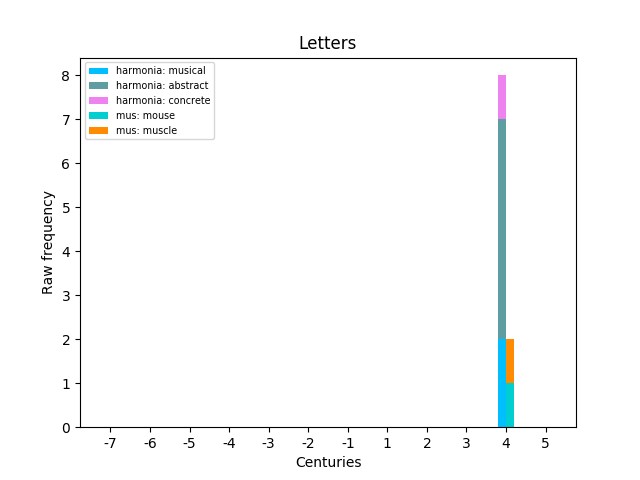 Letters
harmonia: musical
harmonia: abstract
harmonia: concrete
mus: mouse
mus: muscle
Raw frequency
8
7
6
5
4
3
2
1
0
-7 -6 -5 -4 -3 -2 -1 1 2 3 4 5
Centuries